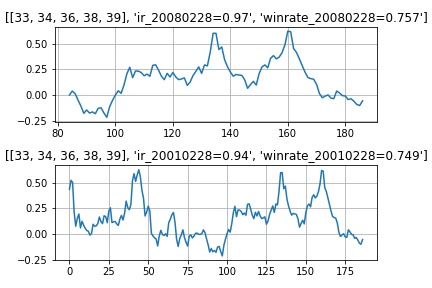 [[33, 34, 36, 38, 39], 'ir_20080228=0.97', 'winrate_20080228=0.757']
0.50
0.25
0.00
−0.25
80 100 120 140 160 180
[[33, 34, 36, 38, 39], 'ir_20010228=0.94', 'winrate_20010228=0.749']
0.50
0.25
0.00
−0.25
0 25 50 75 100 125 150 175